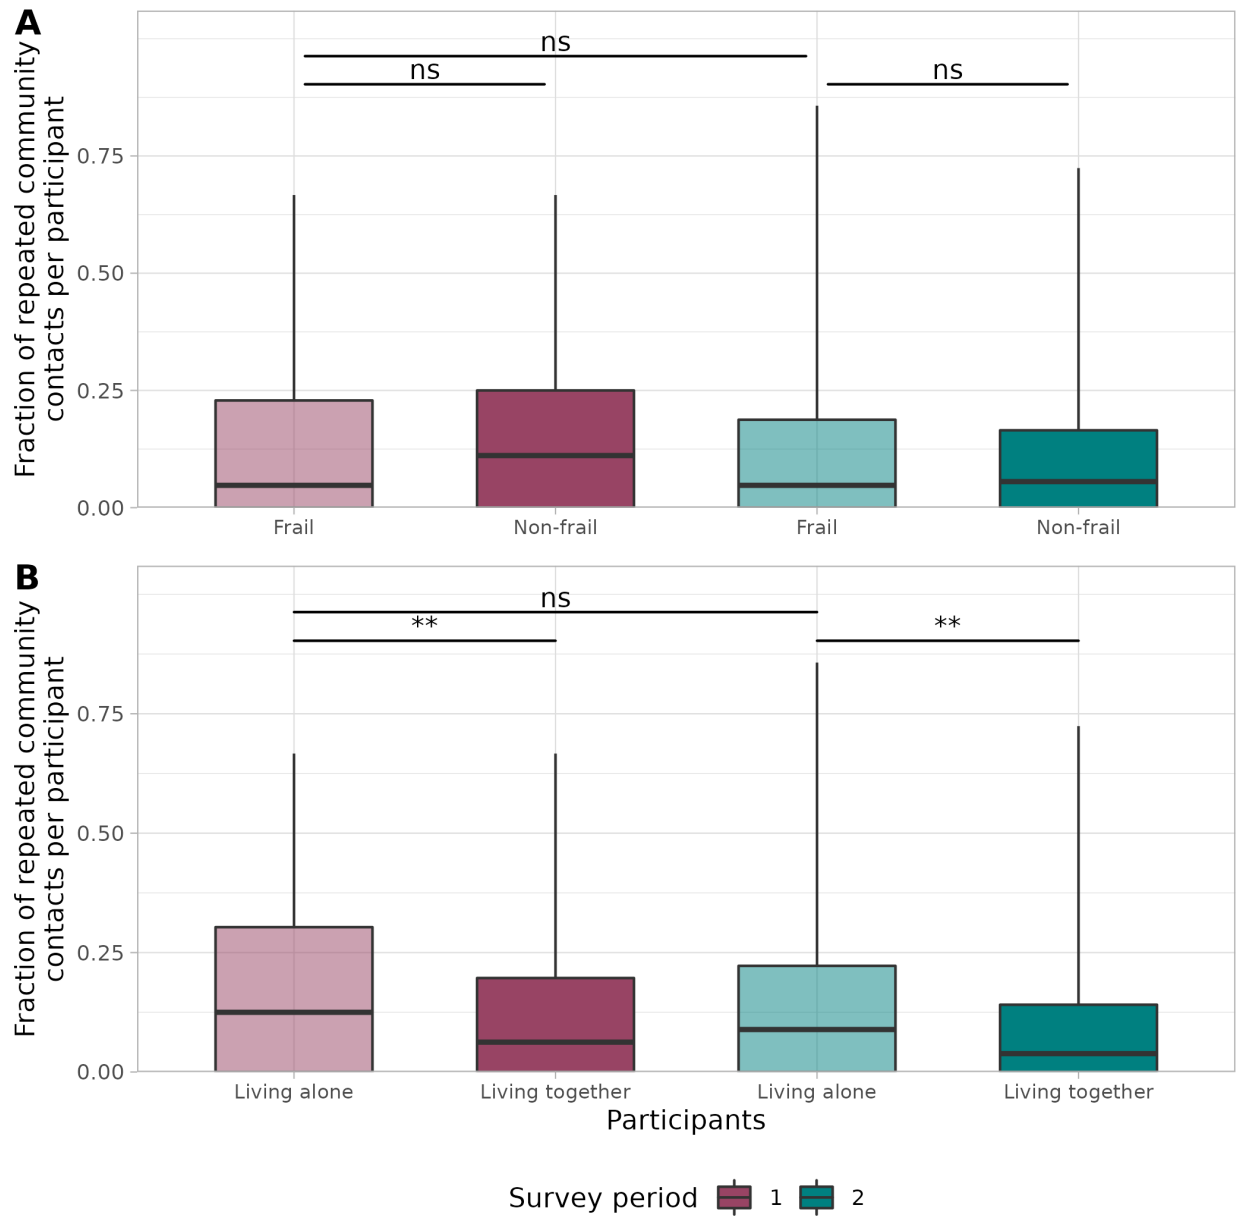 A
Fraction of repeated community
contacts per participant
ns
ns
ns
0.75
0.50
0.25
0.00
Frail
Non-frail
Frail
Non-frail
B
Fraction of repeated community
contacts per participant
ns
**
**
0.75
0.50
0.25
0.00
Living alone
Living together
Living alone
Living together
Participants
Survey period
1
2